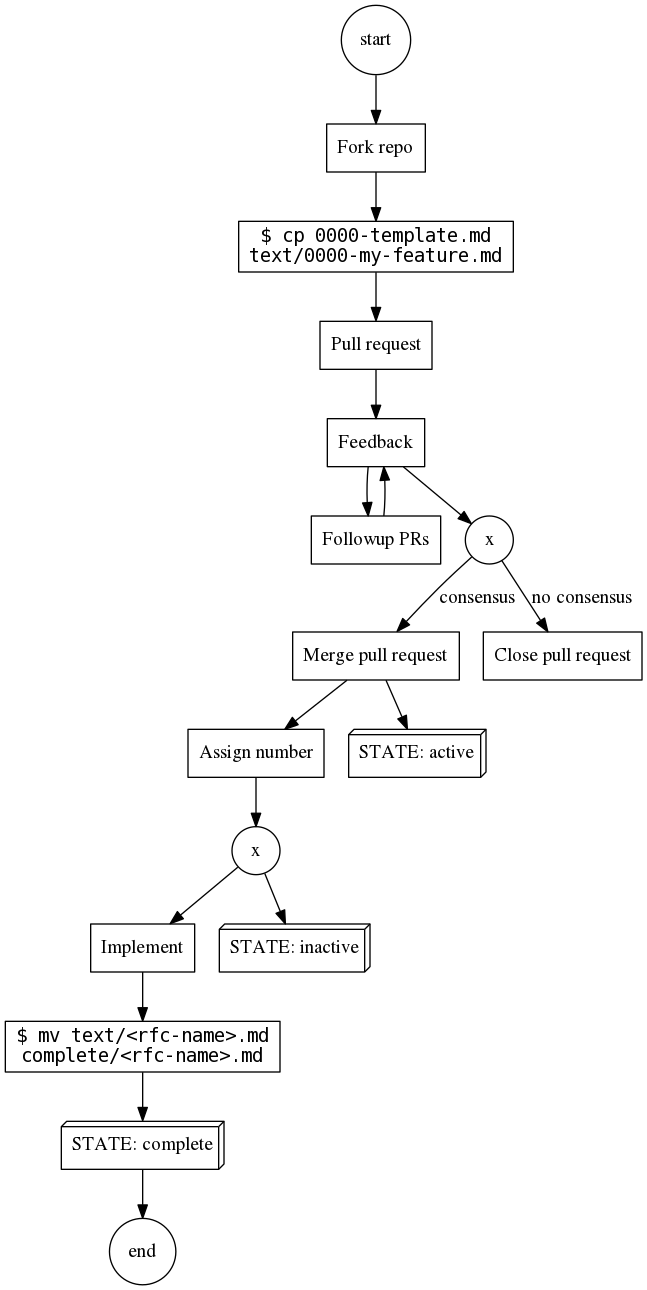 start
Fork repo
$ cp 0000-template.md
text/0000-my-feature.md
Pull request
Feedback
Followup PRs
x
consensus
no consensus
Merge pull request
Close pull request
Assign number
STATE: active
x
Implement
STATE: inactive
$ mv text/<rfc-name>.md
complete/<rfc-name>.md
STATE: complete
end